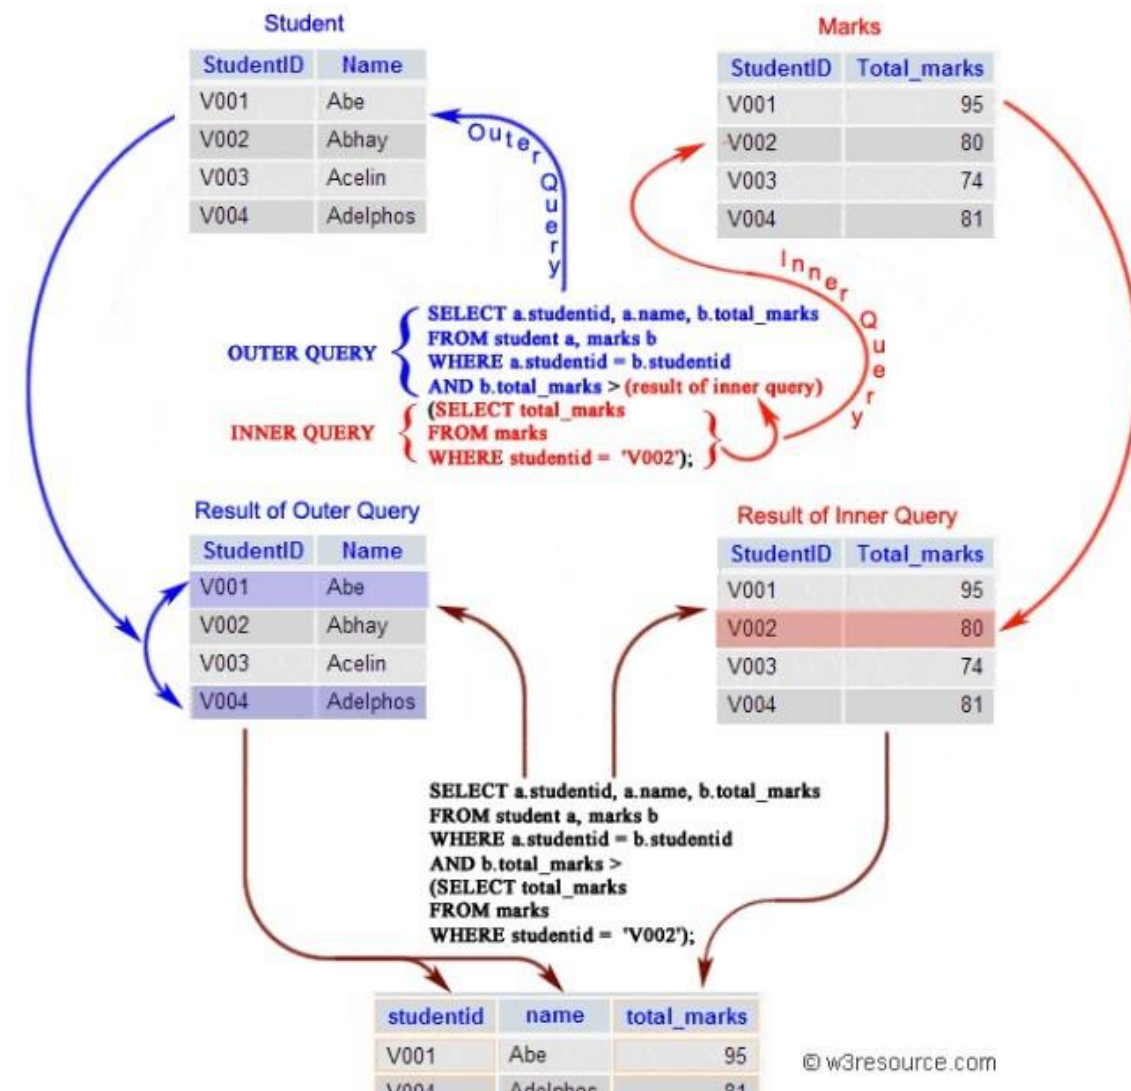 Student
StudentID Name
V001 Abe
V002 Abhay
V003 Acelin
V004 Adelphos
Marks
StudentID Total_marks
V001 95
V002 80
V003 74
V004 81
Outer Query
Inner Query
OUTER QUERY
SELECT a.studentid, a.name, b.total_marks
FROM student a, marks b
WHERE a.studentid = b.studentid
AND b.total_marks > (result of inner query)
INNER QUERY
(SELECT total_marks
FROM marks
WHERE studentid = 'V002');
Result of Outer Query
StudentID Name
V001 Abe
V002 Abhay
V003 Acelin
V004 Adelphos
Result of Inner Query
StudentID Total_marks
V001 95
V002 80
V003 74
V004 81
SELECT a.studentid, a.name, b.total_marks
FROM student a, marks b
WHERE a.studentid = b.studentid
AND b.total_marks >
(SELECT total_marks
FROM marks
WHERE studentid = 'V002');
studentid name total_marks
V001 Abe 95
V004 Adelphos 81
© w3resource.com